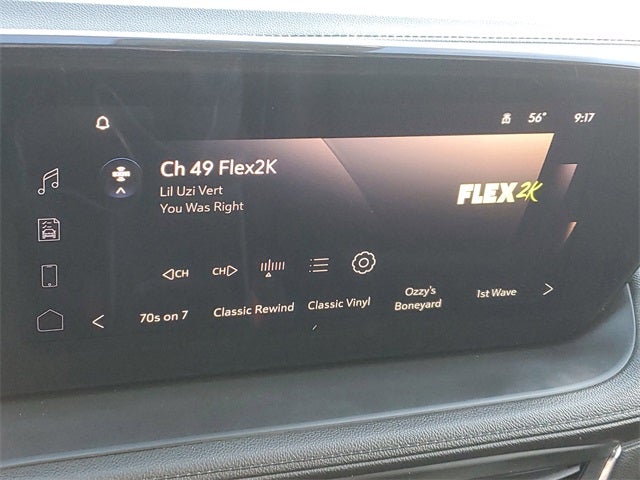 56° 9:17
Ch 49 Flex2K
Lil Uzi Vert
You Was Right
FLEX2K
CH CH
70s on 7 Classic Rewind Classic Vinyl Ozzy's Boneyard 1st Wave